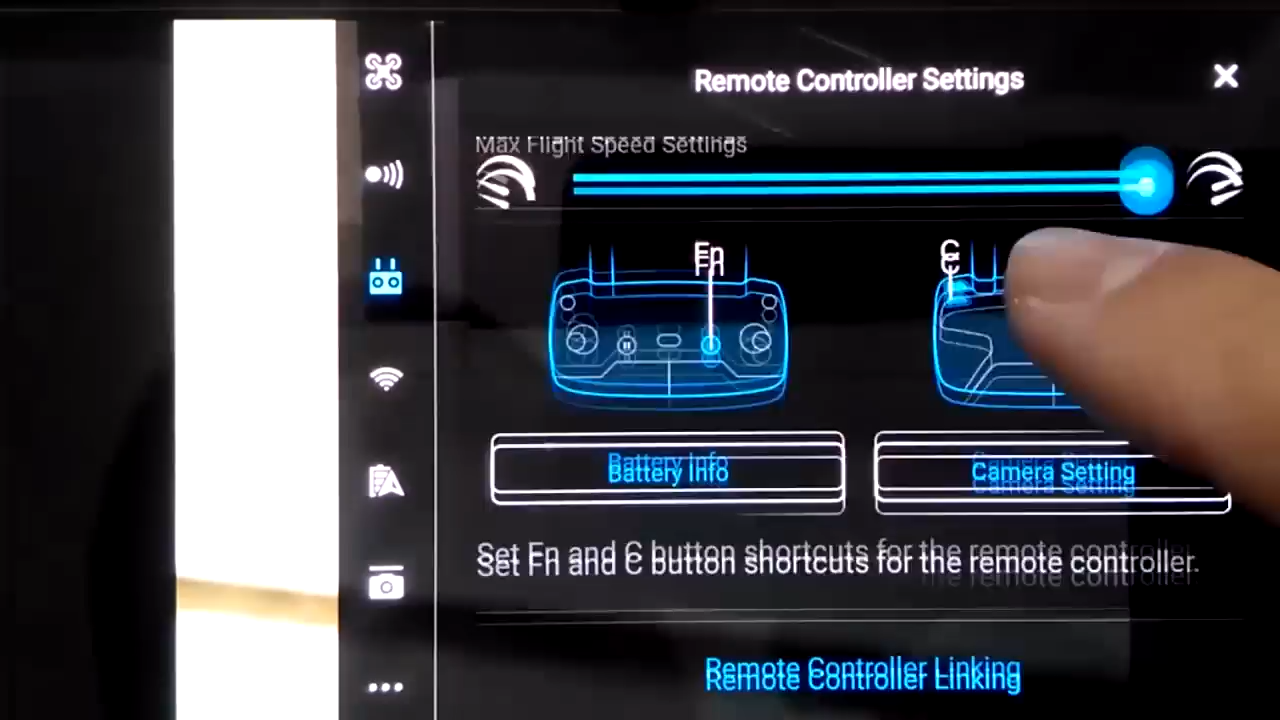 Remote Controller Settings
Max Flight Speed Settings
Fn
C
Battery Info
Camera Setting
Set Fn and C button shortcuts for the remote controller.
Remote Controller Linking